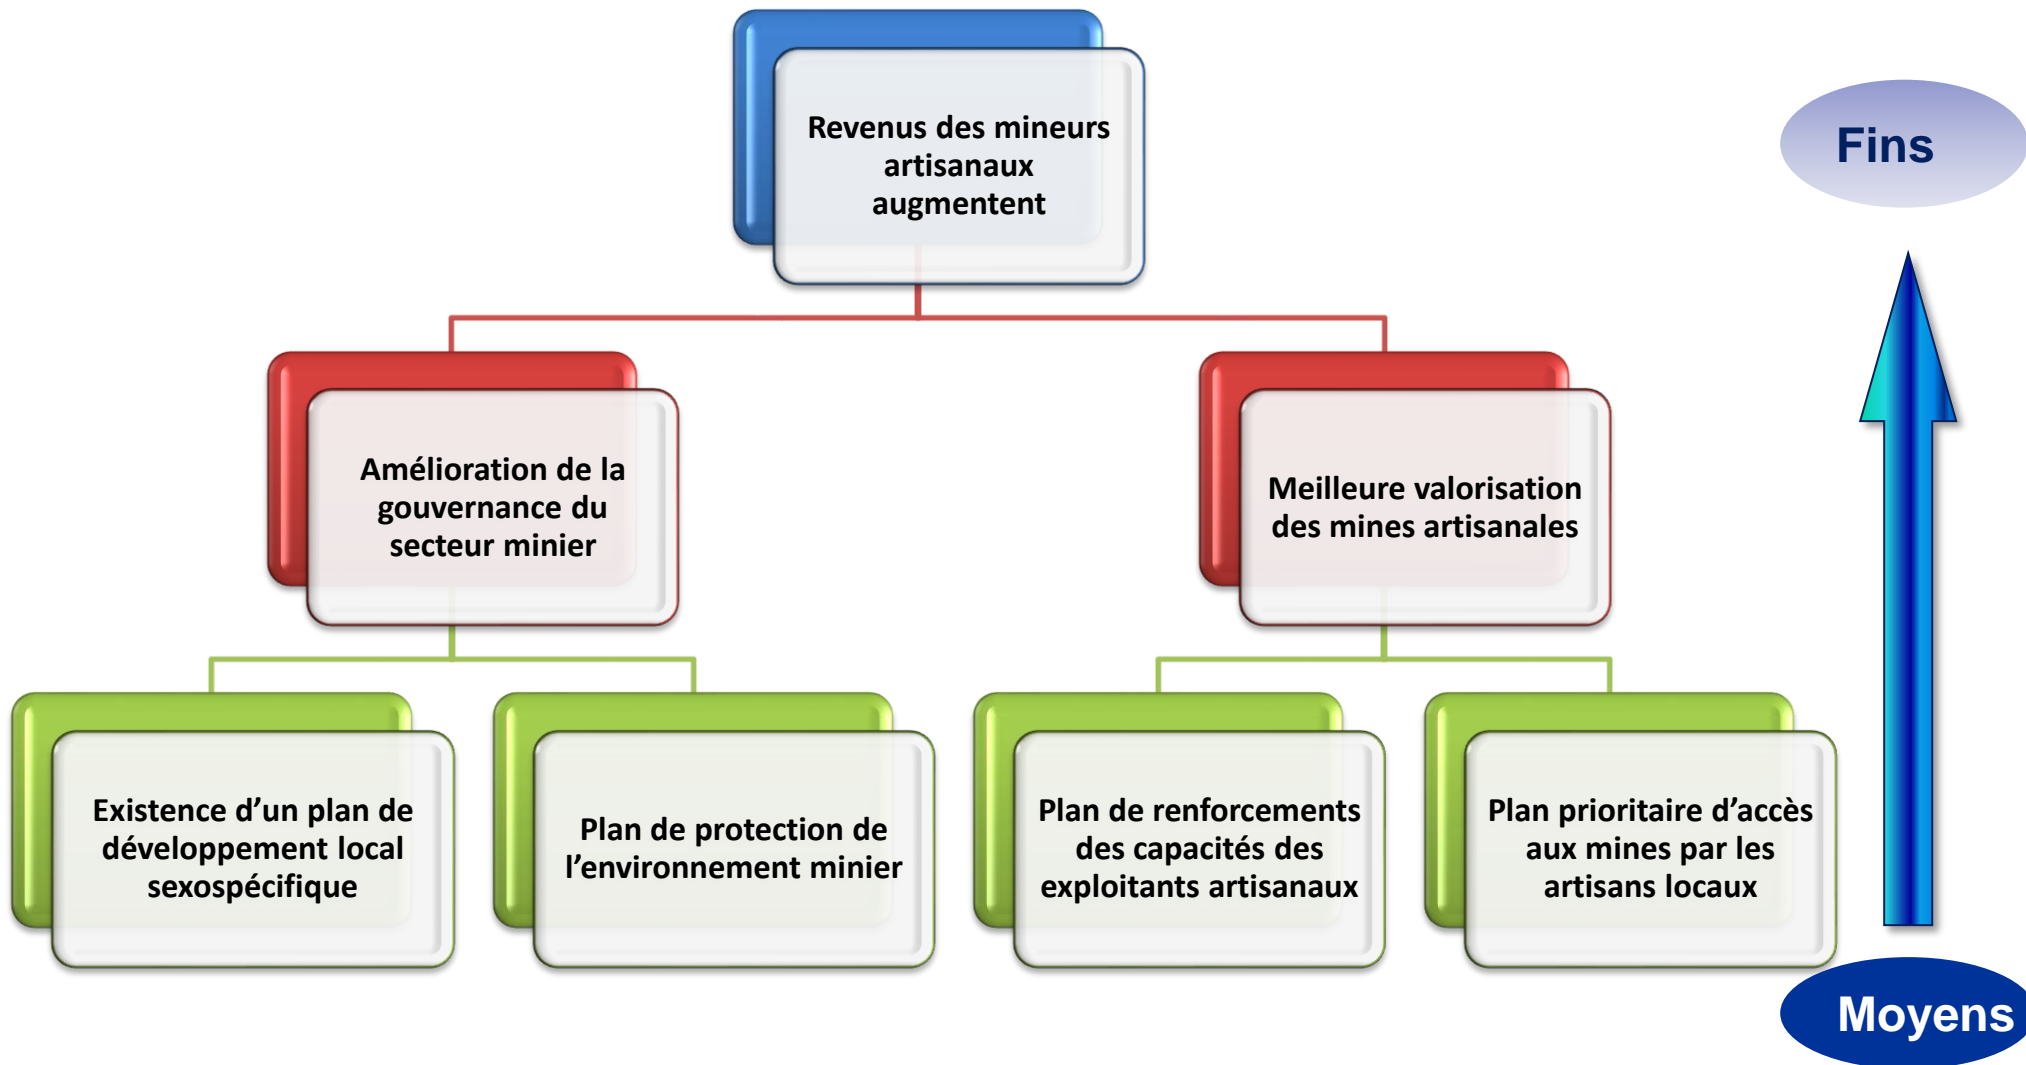 Revenus des mineurs
artisanaux
augmentent
Fins
Amélioration de la
gouvernance du
secteur minier
Meilleure valorisation
des mines artisanales
Existence d’un plan de
développement local
sexospécifique
Plan de protection de
l’environnement minier
Plan de renforcements
des capacités des
exploitants artisanaux
Plan prioritaire d’accès
aux mines par les
artisans locaux
Moyens